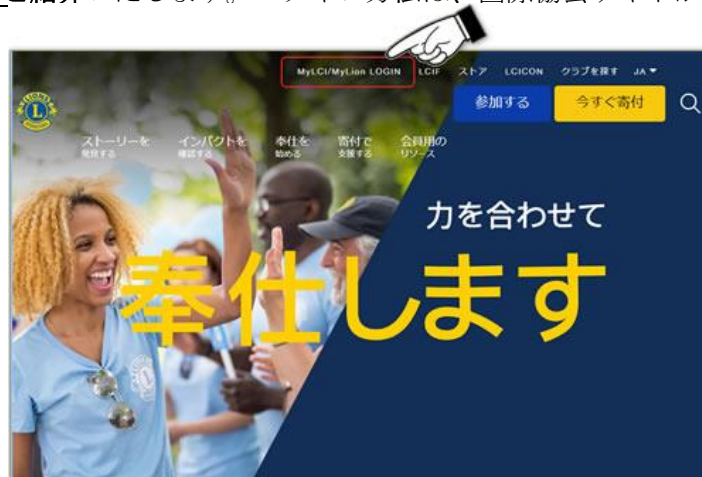 MyLCI/MyLion LOGIN LCIF ストア LCICON クラブを探す JA
参加する 今すぐ寄付
ストーリーを インパクトを 奉仕を 寄付で 会員用の
発見する 確認する 始める 支援する リソース
力を合わせて
奉仕します